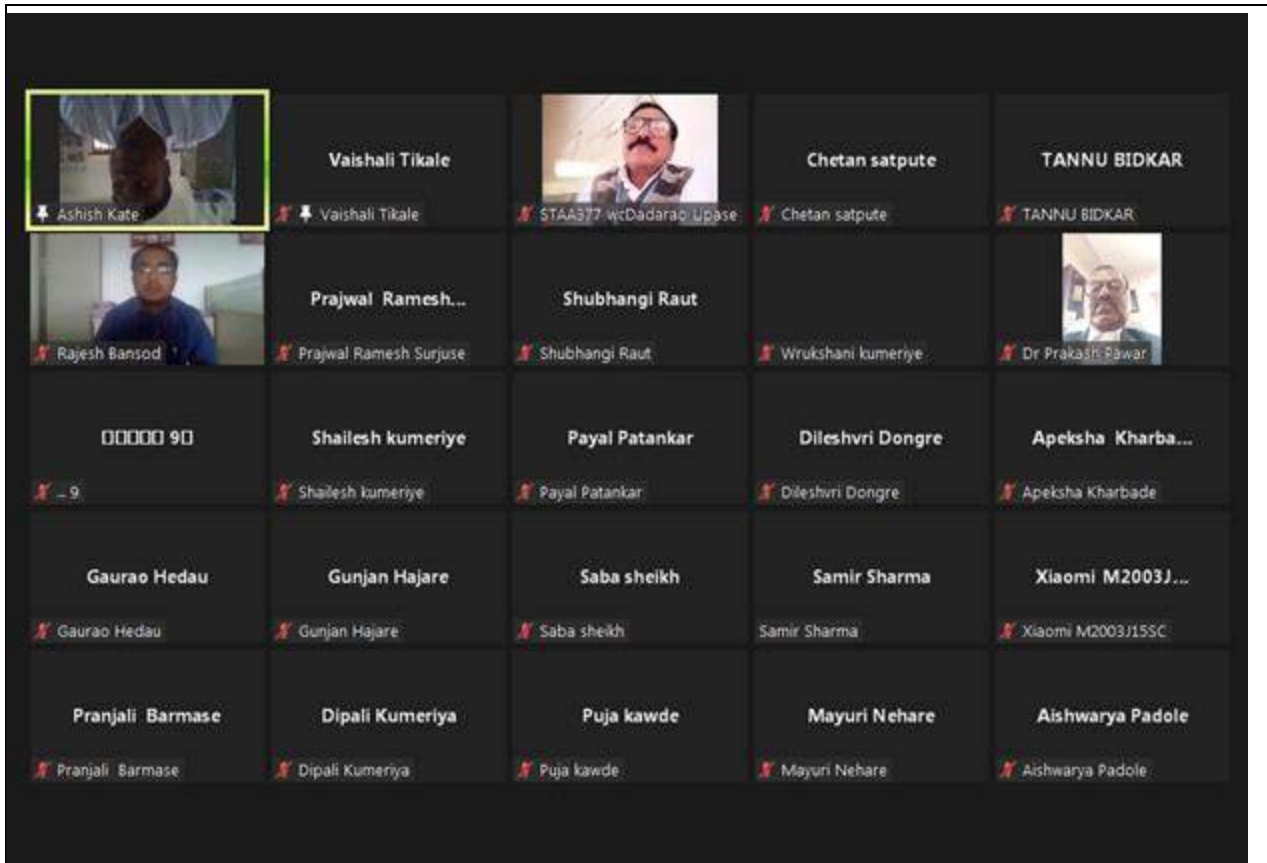 Ashish Kate
Vaishali Tikale
Vaishali Tikale
STAA377 wcDadarao Upase
Chetan satpute
Chetan satpute
TANNU BIDKAR
TANNU BIDKAR
Rajesh Bansod
Prajwal Ramesh...
Prajwal Ramesh Surjuse
Shubhangi Raut
Shubhangi Raut
Wrukshani kumeriye
Dr Prakash Pawar
9
9
Shailesh kumeriye
Shailesh kumeriye
Payal Patankar
Payal Patankar
Dileshvri Dongre
Dileshvri Dongre
Apeksha Kharba...
Apeksha Kharbade
Gaurao Hedau
Gaurao Hedau
Gunjan Hajare
Gunjan Hajare
Saba sheikh
Saba sheikh
Samir Sharma
Samir Sharma
Xiaomi M2003J...
Xiaomi M2003J15SC
Pranjali Barmase
Pranjali Barmase
Dipali Kumeriya
Dipali Kumeriya
Puja kawde
Puja kawde
Mayuri Nehare
Mayuri Nehare
Aishwarya Padole
Aishwarya Padole